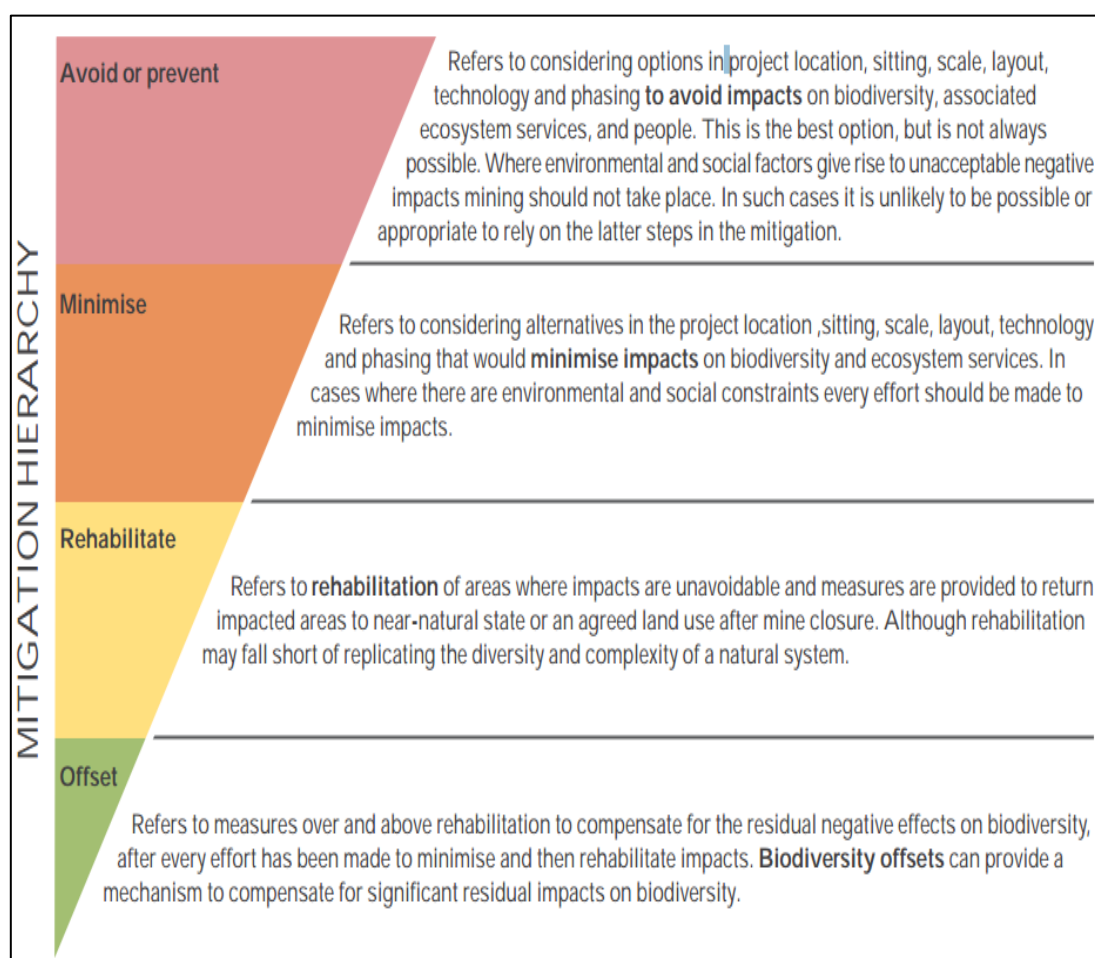 MITIGATION HIERARCHY
Avoid or prevent
Refers to considering options in project location, sitting, scale, layout,
technology and phasing to avoid impacts on biodiversity, associated
ecosystem services, and people. This is the best option, but is not always
possible. Where environmental and social factors give rise to unacceptable negative
impacts mining should not take place. In such cases it is unlikely to be possible or
appropriate to rely on the latter steps in the mitigation.
Minimise
Refers to considering alternatives in the project location ,sitting, scale, layout, technology
and phasing that would minimise impacts on biodiversity and ecosystem services. In
cases where there are environmental and social constraints every effort should be made to
minimise impacts.
Rehabilitate
Refers to rehabilitation of areas where impacts are unavoidable and measures are provided to return
impacted areas to near-natural state or an agreed land use after mine closure. Although rehabilitation
may fall short of replicating the diversity and complexity of a natural system.
Offset
Refers to measures over and above rehabilitation to compensate for the residual negative effects on biodiversity,
after every effort has been made to minimise and then rehabilitate impacts. Biodiversity offsets can provide a
mechanism to compensate for significant residual impacts on biodiversity.